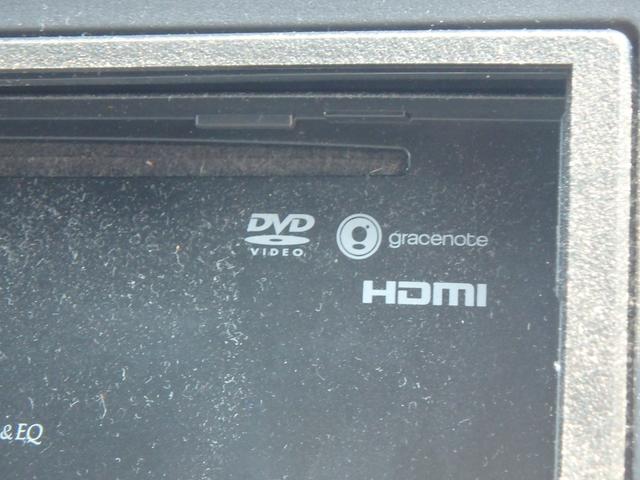 DVD
VIDEO
gracenote
HDMI
& EQ